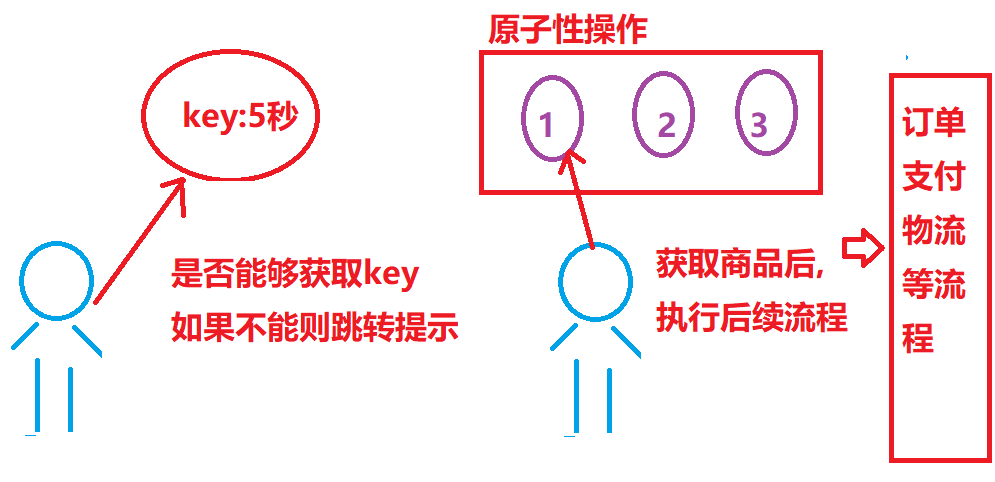 原子性操作
key:5秒
1
2
3
是否能够获取key
如果不能则跳转提示
获取商品后,
执行后续流程
订单
支付
物流
等流
程